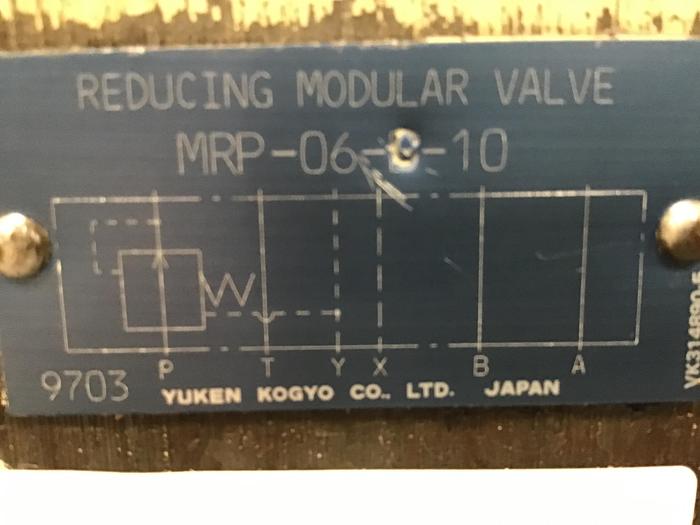 REDUCING MODULAR VALVE
MRP-06-C-10
P T Y X B A
9703
YUKEN KOGYO CO., LTD. JAPAN